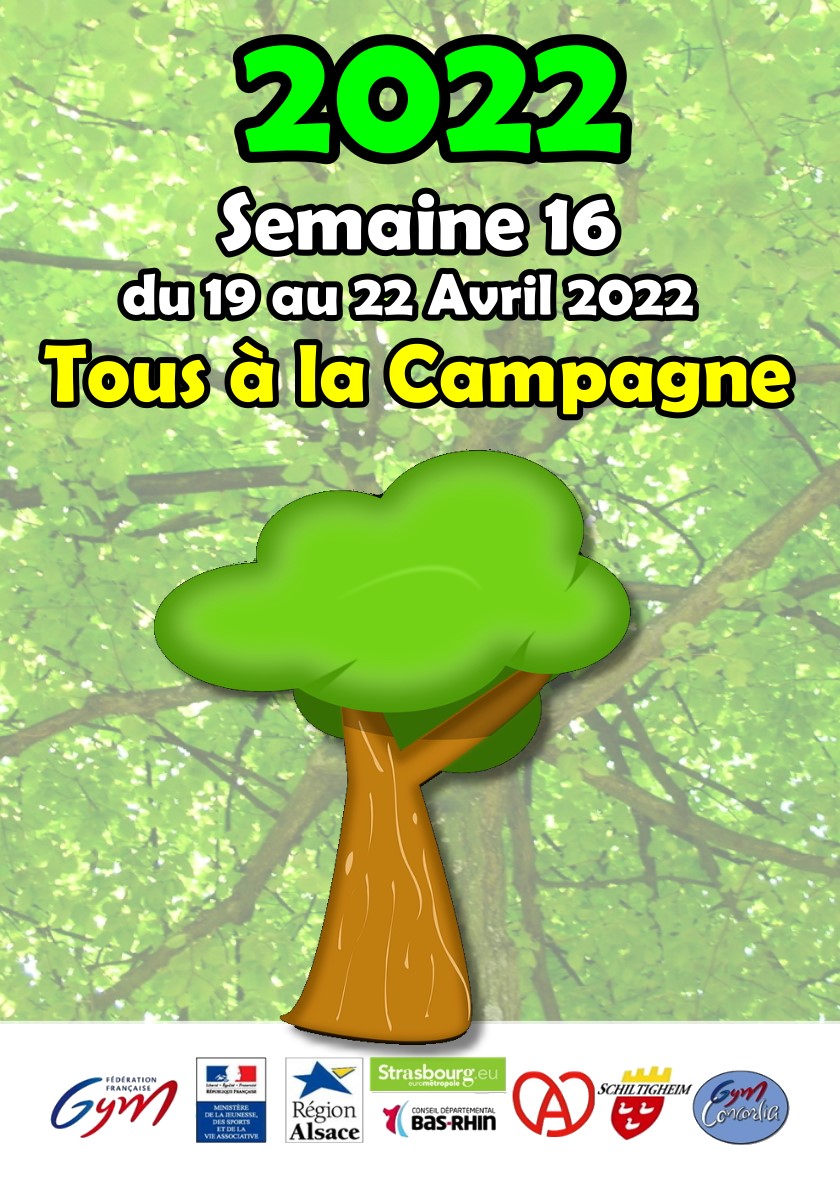 2022
Semaine 16
du 19 au 22 Avril 2022
Tous à la Campagne
FÉDÉRATION
FRANÇAISE
Gym
Liberté • Égalité • Fraternité
RÉPUBLIQUE FRANÇAISE
MINISTÈRE
DE LA JEUNESSE,
DES SPORTS
ET DE LA
VIE ASSOCIATIVE
Région
Alsace
Strasbourg.eu
eurométropole
CONSEIL DÉPARTEMENTAL
BAS-RHIN
A
SCHILTIGHEIM
Gym
Concordia